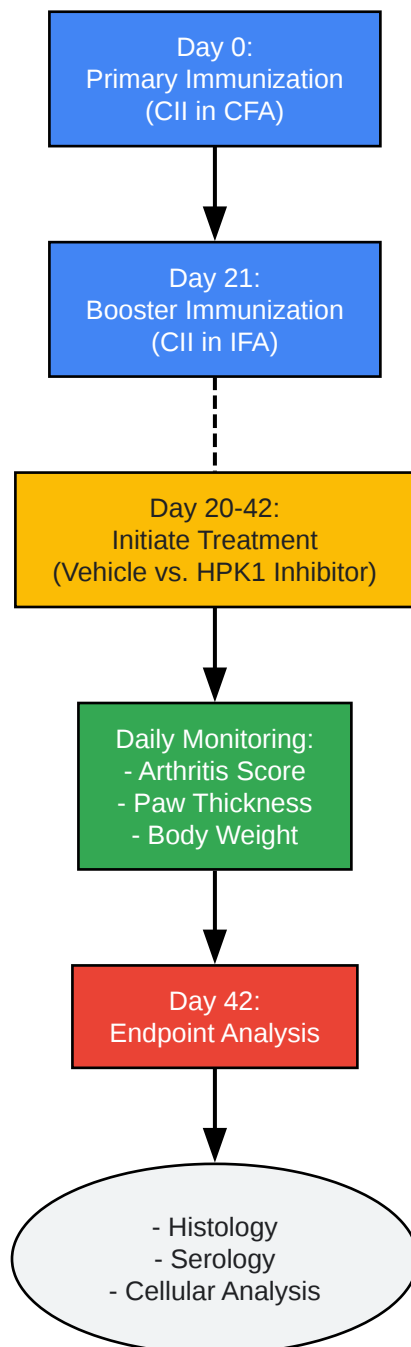 Day 0:
Primary Immunization
(CII in CFA)
Day 21:
Booster Immunization
(CII in IFA)
Day 20-42:
Initiate Treatment
(Vehicle vs. HPK1 Inhibitor)
Daily Monitoring:
- Arthritis Score
- Paw Thickness
- Body Weight
Day 42:
Endpoint Analysis
- Histology
- Serology
- Cellular Analysis